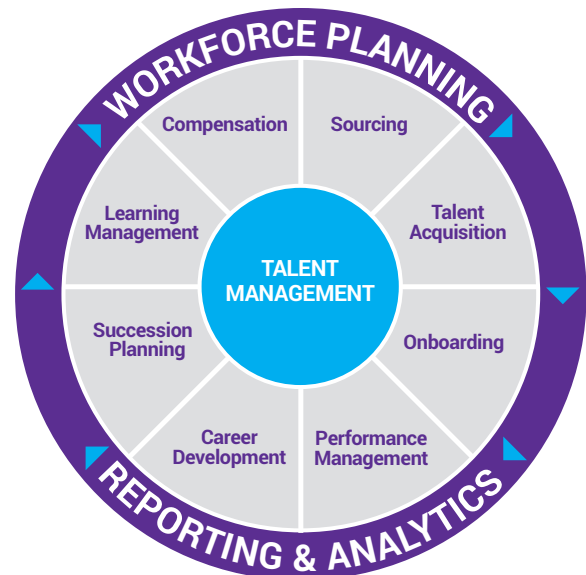 WORKFORCE PLANNING
Compensation
Sourcing
Learning
Management
Talent
Acquisition
TALENT
MANAGEMENT
Succession
Planning
Onboarding
Career
Development
Performance
Management
REPORTING & ANALYTICS